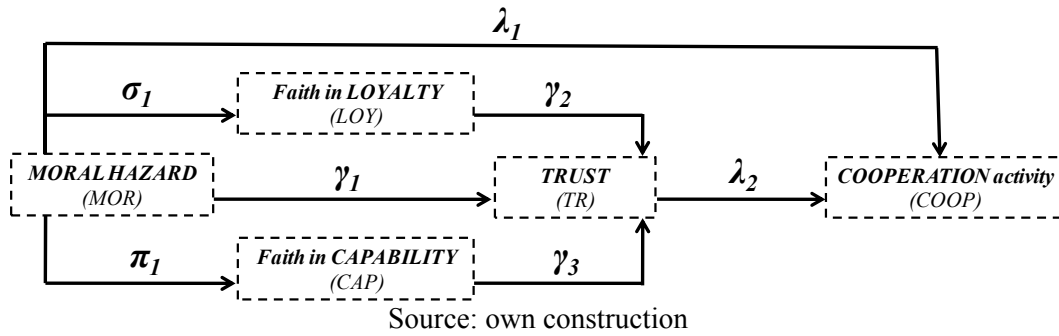 λ1
σ1
Faith in LOYALTY
(LOY)
γ2
MORAL HAZARD
(MOR)
γ1
TRUST
(TR)
λ2
COOPERATION activity
(COOP)
π1
Faith in CAPABILITY
(CAP)
γ3
Source: own construction